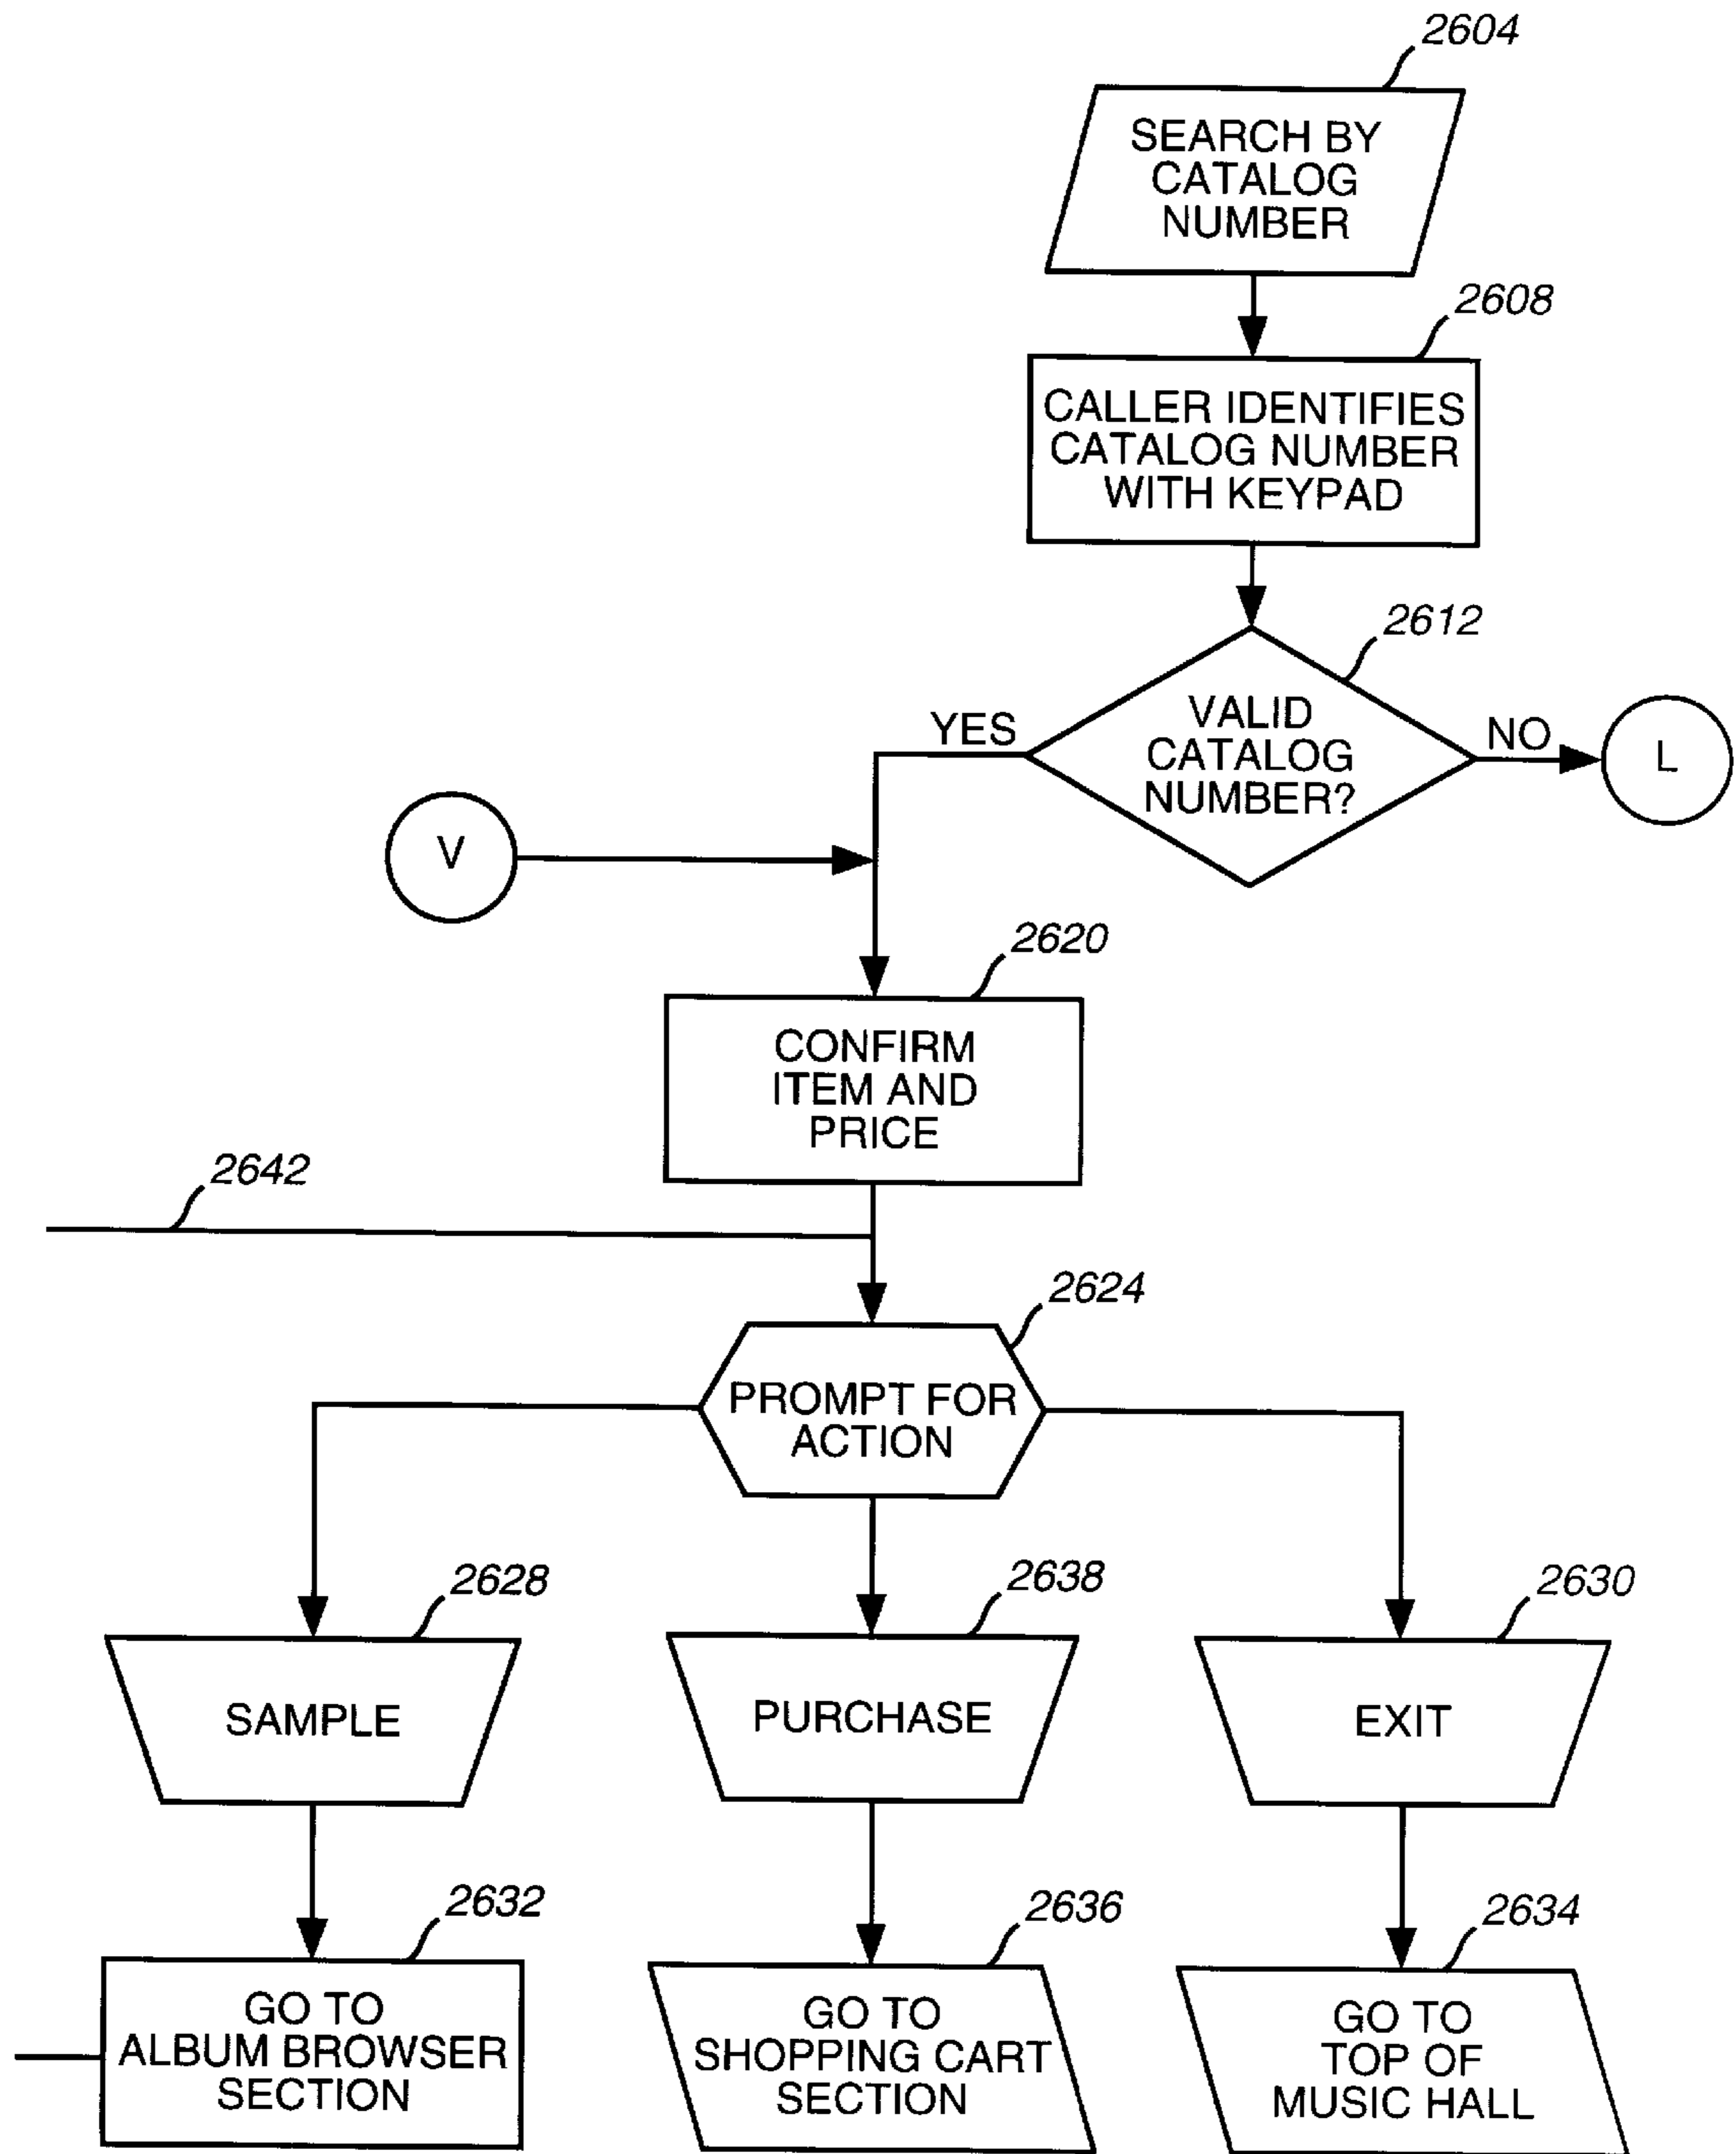 2604
SEARCH BY
CATALOG
NUMBER
2608
CALLER IDENTIFIES
CATALOG NUMBER
WITH KEYPAD
2612
VALID
CATALOG
NUMBER?
YES
NO
L
V
2620
CONFIRM
ITEM AND
PRICE
2642
2624
PROMPT FOR
ACTION
2628
SAMPLE
2638
PURCHASE
2630
EXIT
2632
GO TO
ALBUM BROWSER
SECTION
2636
GO TO
SHOPPING CART
SECTION
2634
GO TO
TOP OF
MUSIC HALL